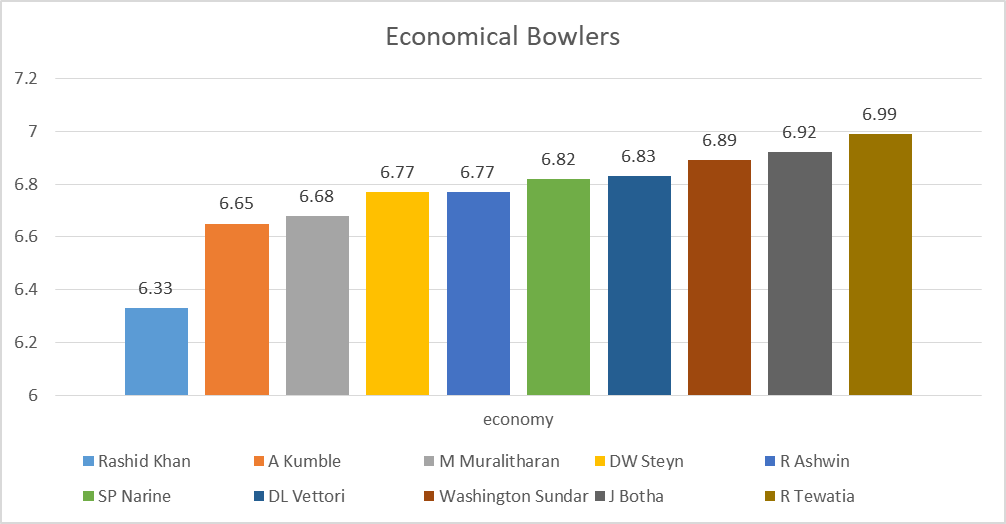 Economical Bowlers
7.2
7
6.8
6.6
6.4
6.2
6
6.33
6.65
6.68
6.77
6.77
6.82
6.83
6.89
6.92
6.99
economy
Rashid Khan
A Kumble
M Muralitharan
DW Steyn
R Ashwin
SP Narine
DL Vettori
Washington Sundar
J Botha
R Tewatia